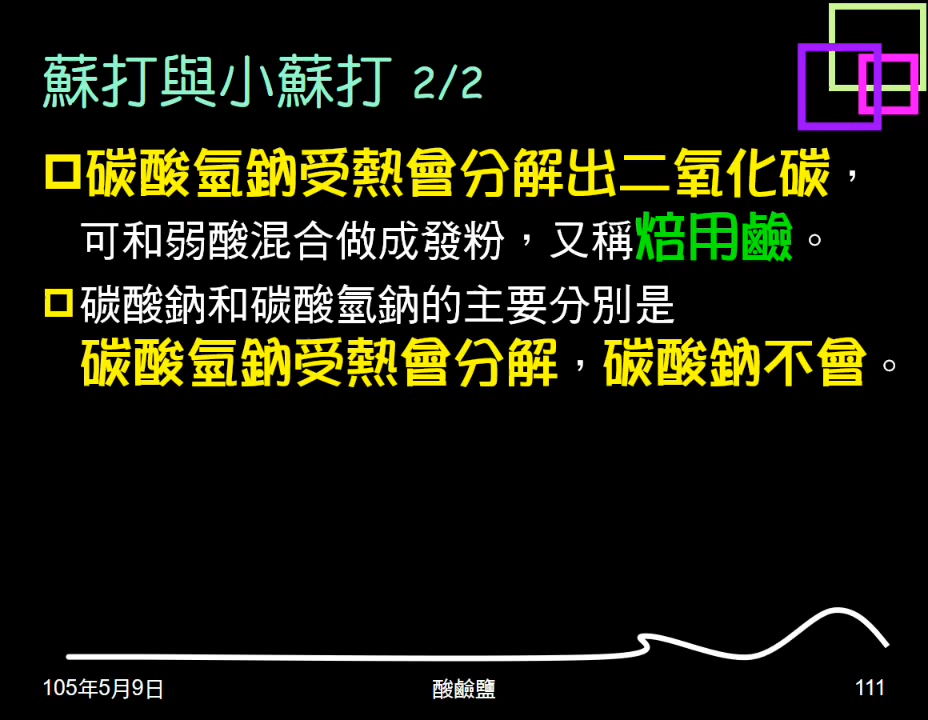 蘇打與小蘇打 2/2
碳酸氫鈉受熱會分解出二氧化碳，
可和弱酸混合做成發粉，又稱焙用鹼。
碳酸鈉和碳酸氫鈉的主要分別是
碳酸氫鈉受熱會分解，碳酸鈉不會。
105年5月9日
酸鹼鹽
111